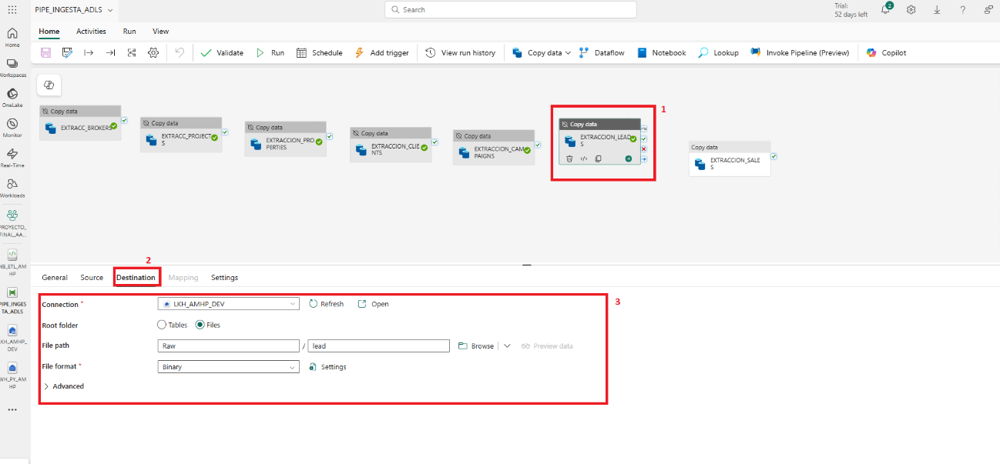 PIPE_INGESTA_ADLS
Search
Trial:
52 days left
2
Home
Activities
Run
View
Validate
Run
Schedule
Add trigger
View run history
Copy data
Dataflow
Notebook
Lookup
Invoke Pipeline (Preview)
Copilot
Home
Workspaces
OneLake
Monitor
Real-Time
Workloads
PROYECTO_
FINAL_AA...
NB_ETL_AM
HP
PIPE_INGES
TA_ADLS
LKH_AMHP_
DEV
WH_PY_AM
HP
Copy data
EXTRACC_BROKERS
Copy data
EXTRACC_PROJECT
S
Copy data
EXTRACCION_PRO
PERTIES
Copy data
EXTRACCION_CLIE
NTS
Copy data
EXTRACCION_CAM
PAIGNS
1
Copy data
EXTRACCION_LEAD
S
Copy data
EXTRACCION_SALE
S
2
General
Source
Destination
Mapping
Settings
3
Connection *
LKH_AMHP_DEV
Refresh
Open
Root folder
Tables
Files
File path
Raw
/
lead
Browse
Preview data
File format *
Binary
Settings
Advanced